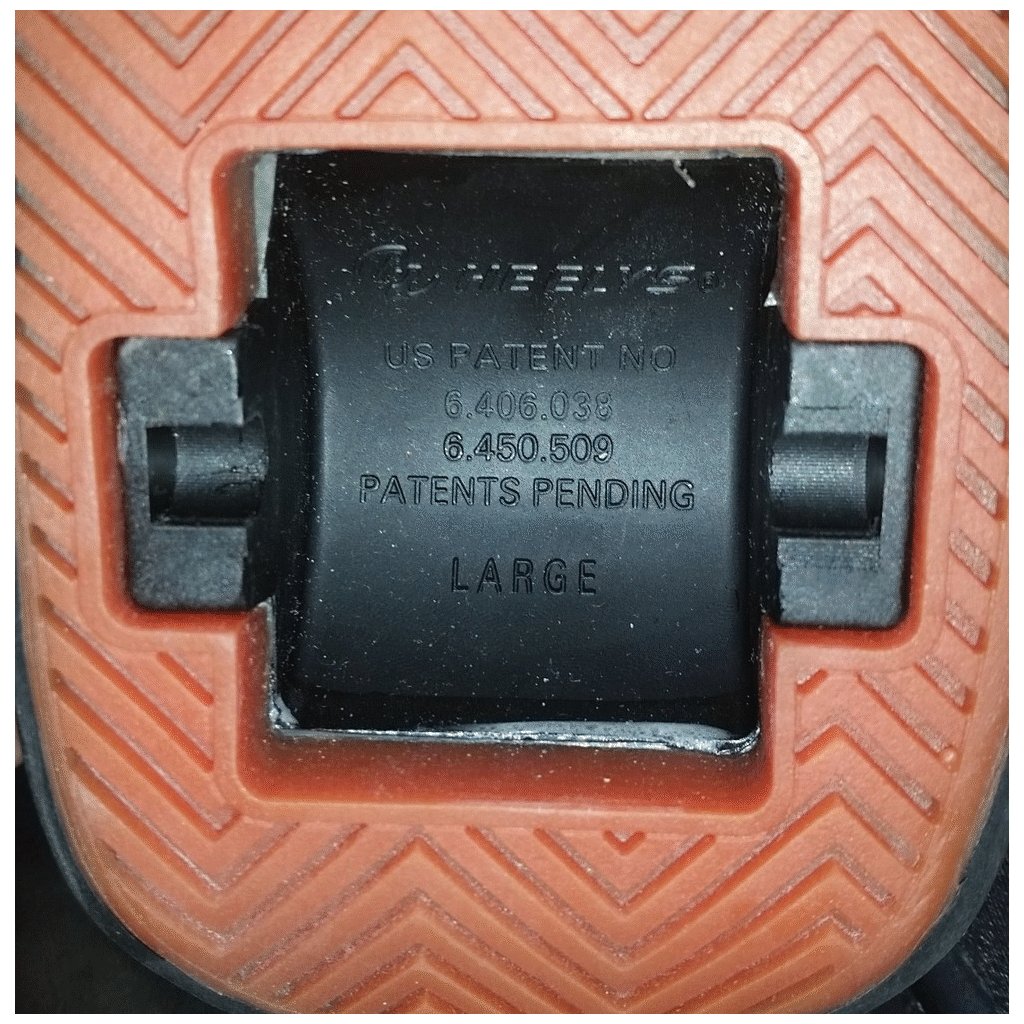 HEELYS®
US PATENT NO
6.406.038
6.450.509
PATENTS PENDING
LARGE